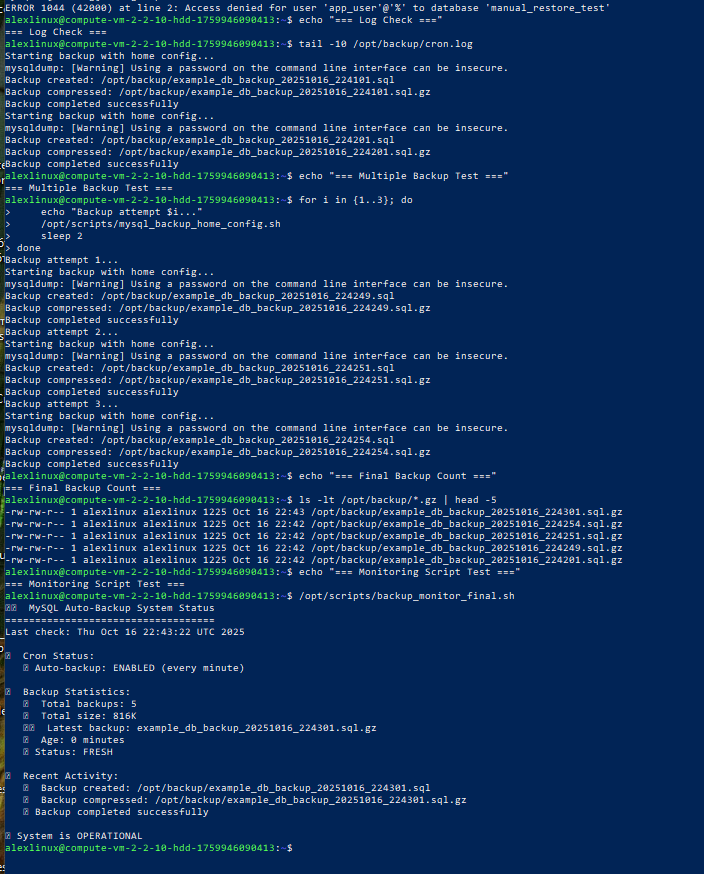 ERROR 1044 (42000) at line 2: Access denied for user 'app_user'@'%' to database 'manual_restore_test'
alexlinux@compute-vm-2-2-10-hdd-1759946090413:~$ echo "=== Log Check ==="
=== Log Check ===
alexlinux@compute-vm-2-2-10-hdd-1759946090413:~$ tail -10 /opt/backup/cron.log
Starting backup with home config...
mysqldump: [Warning] Using a password on the command line interface can be insecure.
Backup created: /opt/backup/example_db_backup_20251016_224101.sql
Backup compressed: /opt/backup/example_db_backup_20251016_224101.sql.gz
Backup completed successfully
Starting backup with home config...
mysqldump: [Warning] Using a password on the command line interface can be insecure.
Backup created: /opt/backup/example_db_backup_20251016_224201.sql
Backup compressed: /opt/backup/example_db_backup_20251016_224201.sql.gz
Backup completed successfully
alexlinux@compute-vm-2-2-10-hdd-1759946090413:~$ echo "=== Multiple Backup Test ==="
=== Multiple Backup Test ===
alexlinux@compute-vm-2-2-10-hdd-1759946090413:~$ for i in {1..3}; do
>     echo "Backup attempt $i..."
>     /opt/scripts/mysql_backup_home_config.sh
>     sleep 2
> done
Backup attempt 1...
Starting backup with home config...
mysqldump: [Warning] Using a password on the command line interface can be insecure.
Backup created: /opt/backup/example_db_backup_20251016_224249.sql
Backup compressed: /opt/backup/example_db_backup_20251016_224249.sql.gz
Backup completed successfully
Backup attempt 2...
Starting backup with home config...
mysqldump: [Warning] Using a password on the command line interface can be insecure.
Backup created: /opt/backup/example_db_backup_20251016_224251.sql
Backup compressed: /opt/backup/example_db_backup_20251016_224251.sql.gz
Backup completed successfully
Backup attempt 3...
Starting backup with home config...
mysqldump: [Warning] Using a password on the command line interface can be insecure.
Backup created: /opt/backup/example_db_backup_20251016_224254.sql
Backup compressed: /opt/backup/example_db_backup_20251016_224254.sql.gz
Backup completed successfully
alexlinux@compute-vm-2-2-10-hdd-1759946090413:~$ echo "=== Final Backup Count ==="
=== Final Backup Count ===
alexlinux@compute-vm-2-2-10-hdd-1759946090413:~$ ls -lt /opt/backup/*.gz | head -5
-rw-rw-r-- 1 alexlinux alexlinux 1225 Oct 16 22:43 /opt/backup/example_db_backup_20251016_224301.sql.gz
-rw-rw-r-- 1 alexlinux alexlinux 1225 Oct 16 22:42 /opt/backup/example_db_backup_20251016_224254.sql.gz
-rw-rw-r-- 1 alexlinux alexlinux 1225 Oct 16 22:42 /opt/backup/example_db_backup_20251016_224251.sql.gz
-rw-rw-r-- 1 alexlinux alexlinux 1225 Oct 16 22:42 /opt/backup/example_db_backup_20251016_224249.sql.gz
-rw-rw-r-- 1 alexlinux alexlinux 1225 Oct 16 22:42 /opt/backup/example_db_backup_20251016_224201.sql.gz
alexlinux@compute-vm-2-2-10-hdd-1759946090413:~$ echo "=== Monitoring Script Test ==="
=== Monitoring Script Test ===
alexlinux@compute-vm-2-2-10-hdd-1759946090413:~$ /opt/scripts/backup_monitor_final.sh
MySQL Auto-Backup System Status
===================================
Last check: Thu Oct 16 22:43:22 UTC 2025
Cron Status:
Auto-backup: ENABLED (every minute)
Backup Statistics:
Total backups: 5
Total size: 816K
Latest backup: example_db_backup_20251016_224301.sql.gz
Age: 0 minutes
Status: FRESH
Recent Activity:
Backup created: /opt/backup/example_db_backup_20251016_224301.sql
Backup compressed: /opt/backup/example_db_backup_20251016_224301.sql.gz
Backup completed successfully
System is OPERATIONAL
alexlinux@compute-vm-2-2-10-hdd-1759946090413:~$